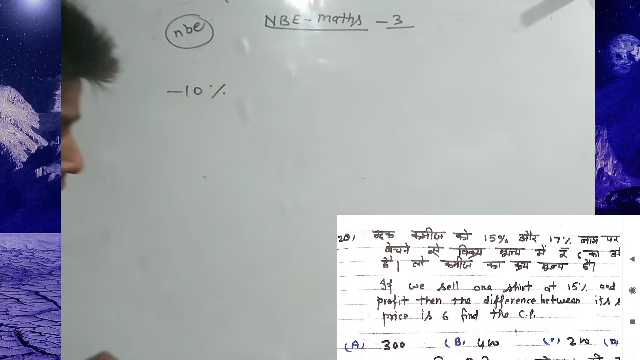 NBE-maths-3
nbe
-10%
20) एक कमीज को 15% और 17% लाभ पर
बेचने से विक्रय मूल्य में ₹ 6 का
है। तो कमीज का क्रय मूल्य है?
If we sell one shirt at 15% and
profit then the difference between its s
price is 6 find the C.P.
(A) 300 (B) 400 (C)